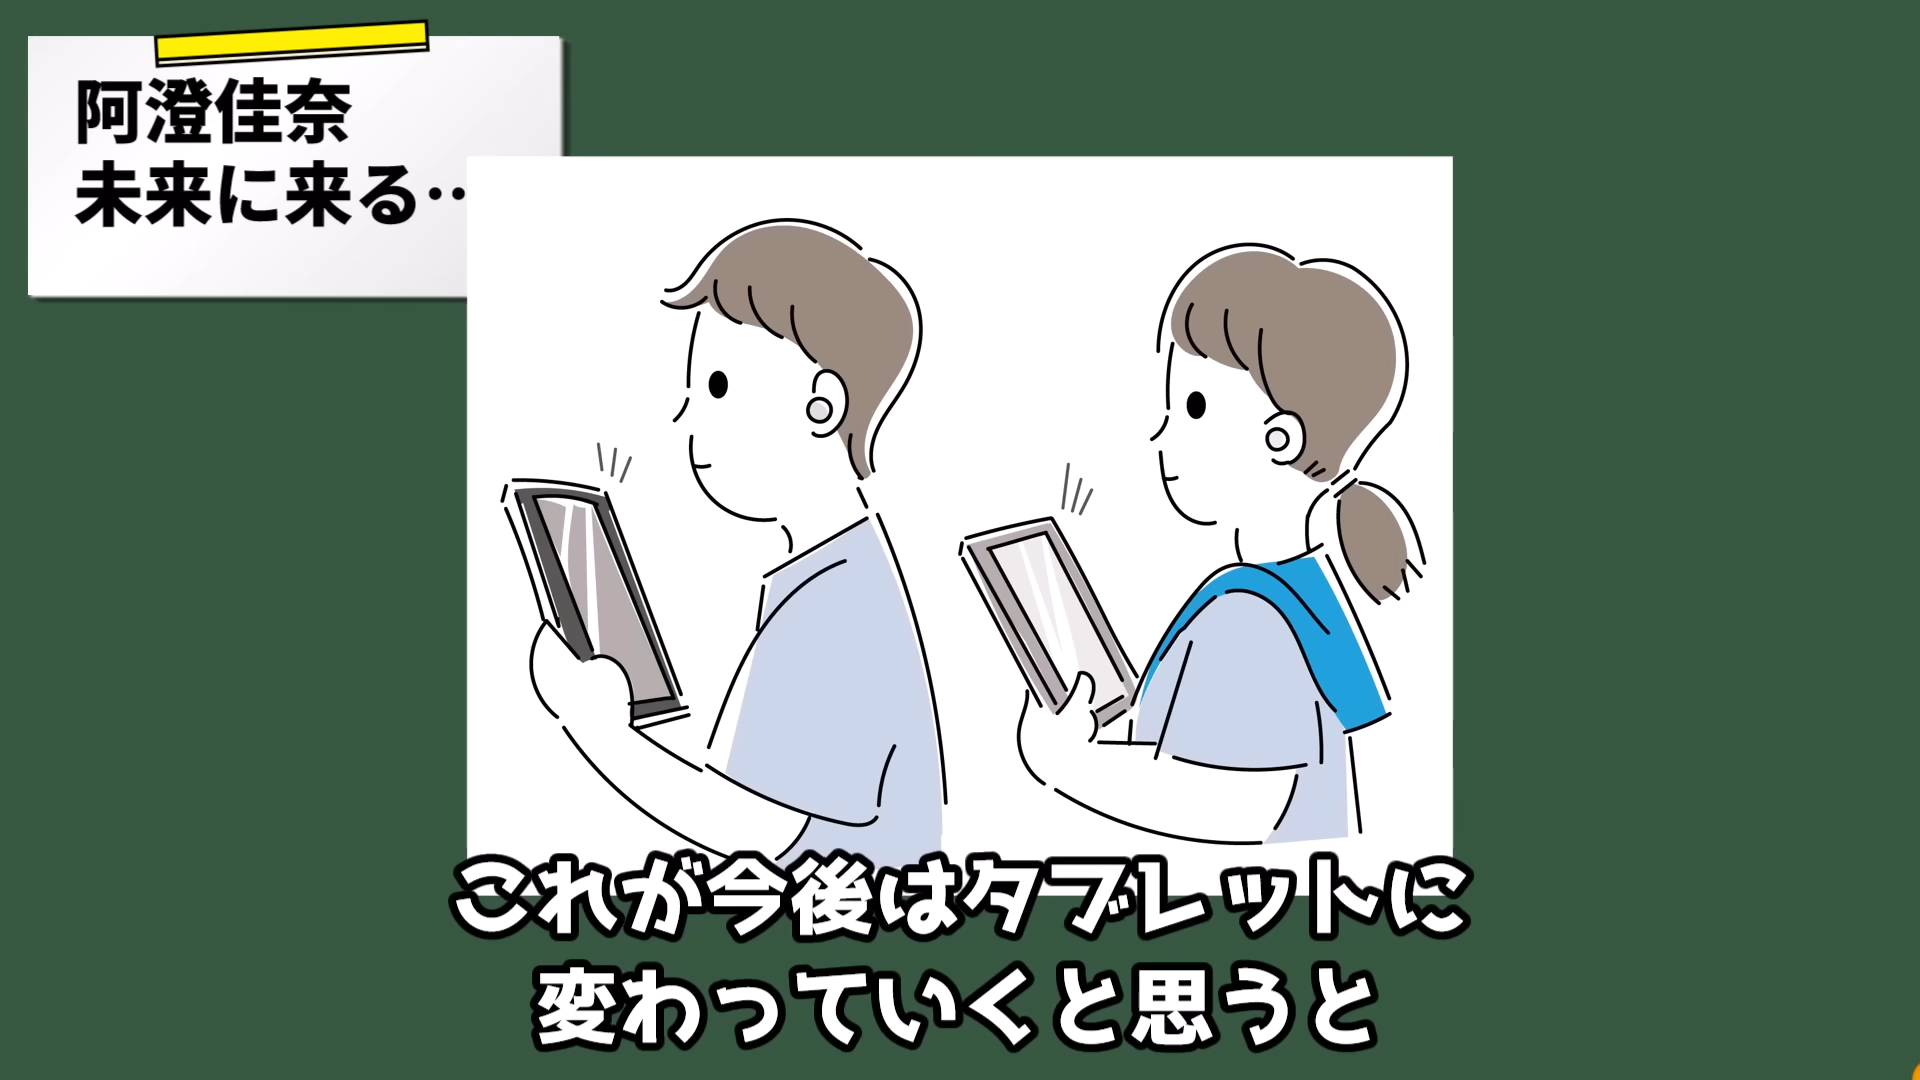 阿澄佳奈
未来に来る‥
これが今後はタブレットに
変わっていくと思うと